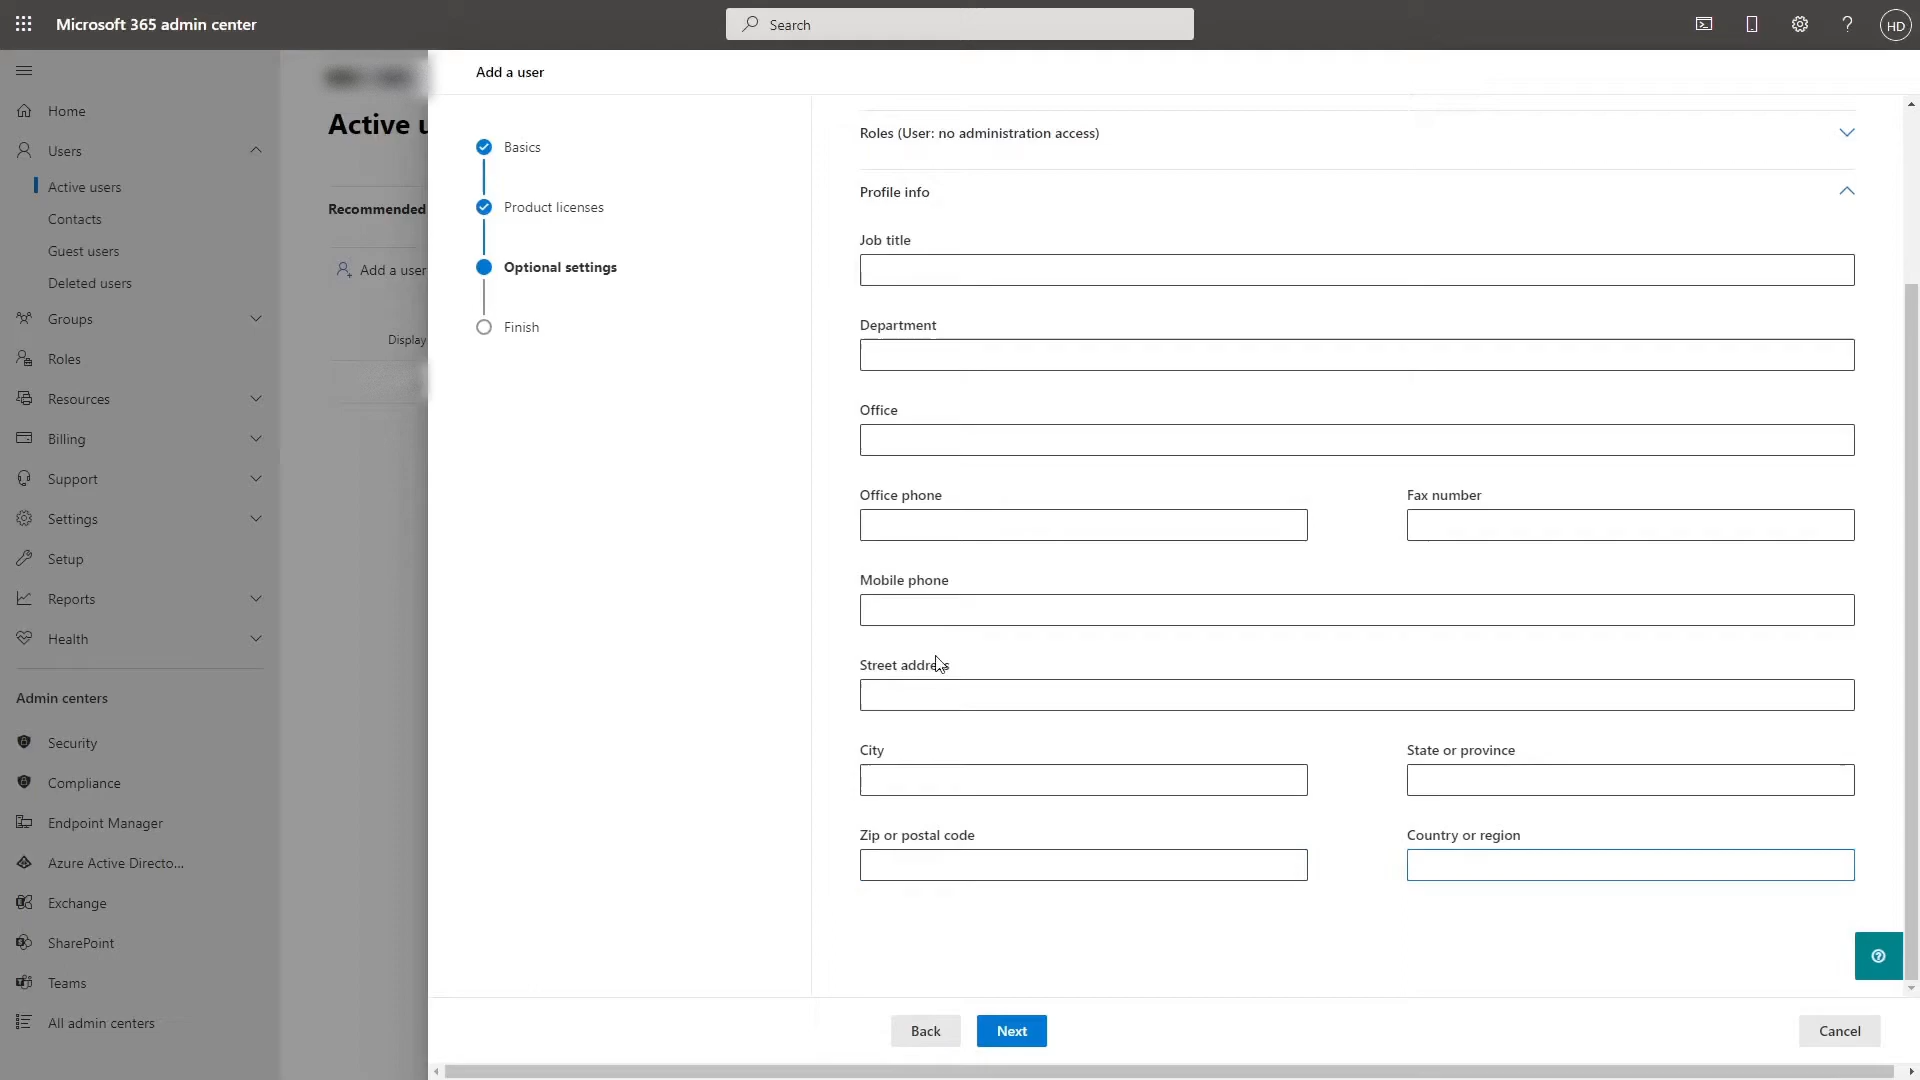 Microsoft 365 admin center
Search
HD
Home
Users
Active users
Contacts
Guest users
Deleted users
Groups
Roles
Resources
Billing
Support
Settings
Setup
Reports
Health
Admin centers
Security
Compliance
Endpoint Manager
Azure Active Directo...
Exchange
SharePoint
Teams
All admin centers
Active u
Recommended
Add a user
Display
Add a user
Basics
Product licenses
Optional settings
Finish
Roles (User: no administration access)
Profile info
Job title
Department
Office
Office phone
Fax number
Mobile phone
Street address
City
State or province
Zip or postal code
Country or region
Back
Next
Cancel